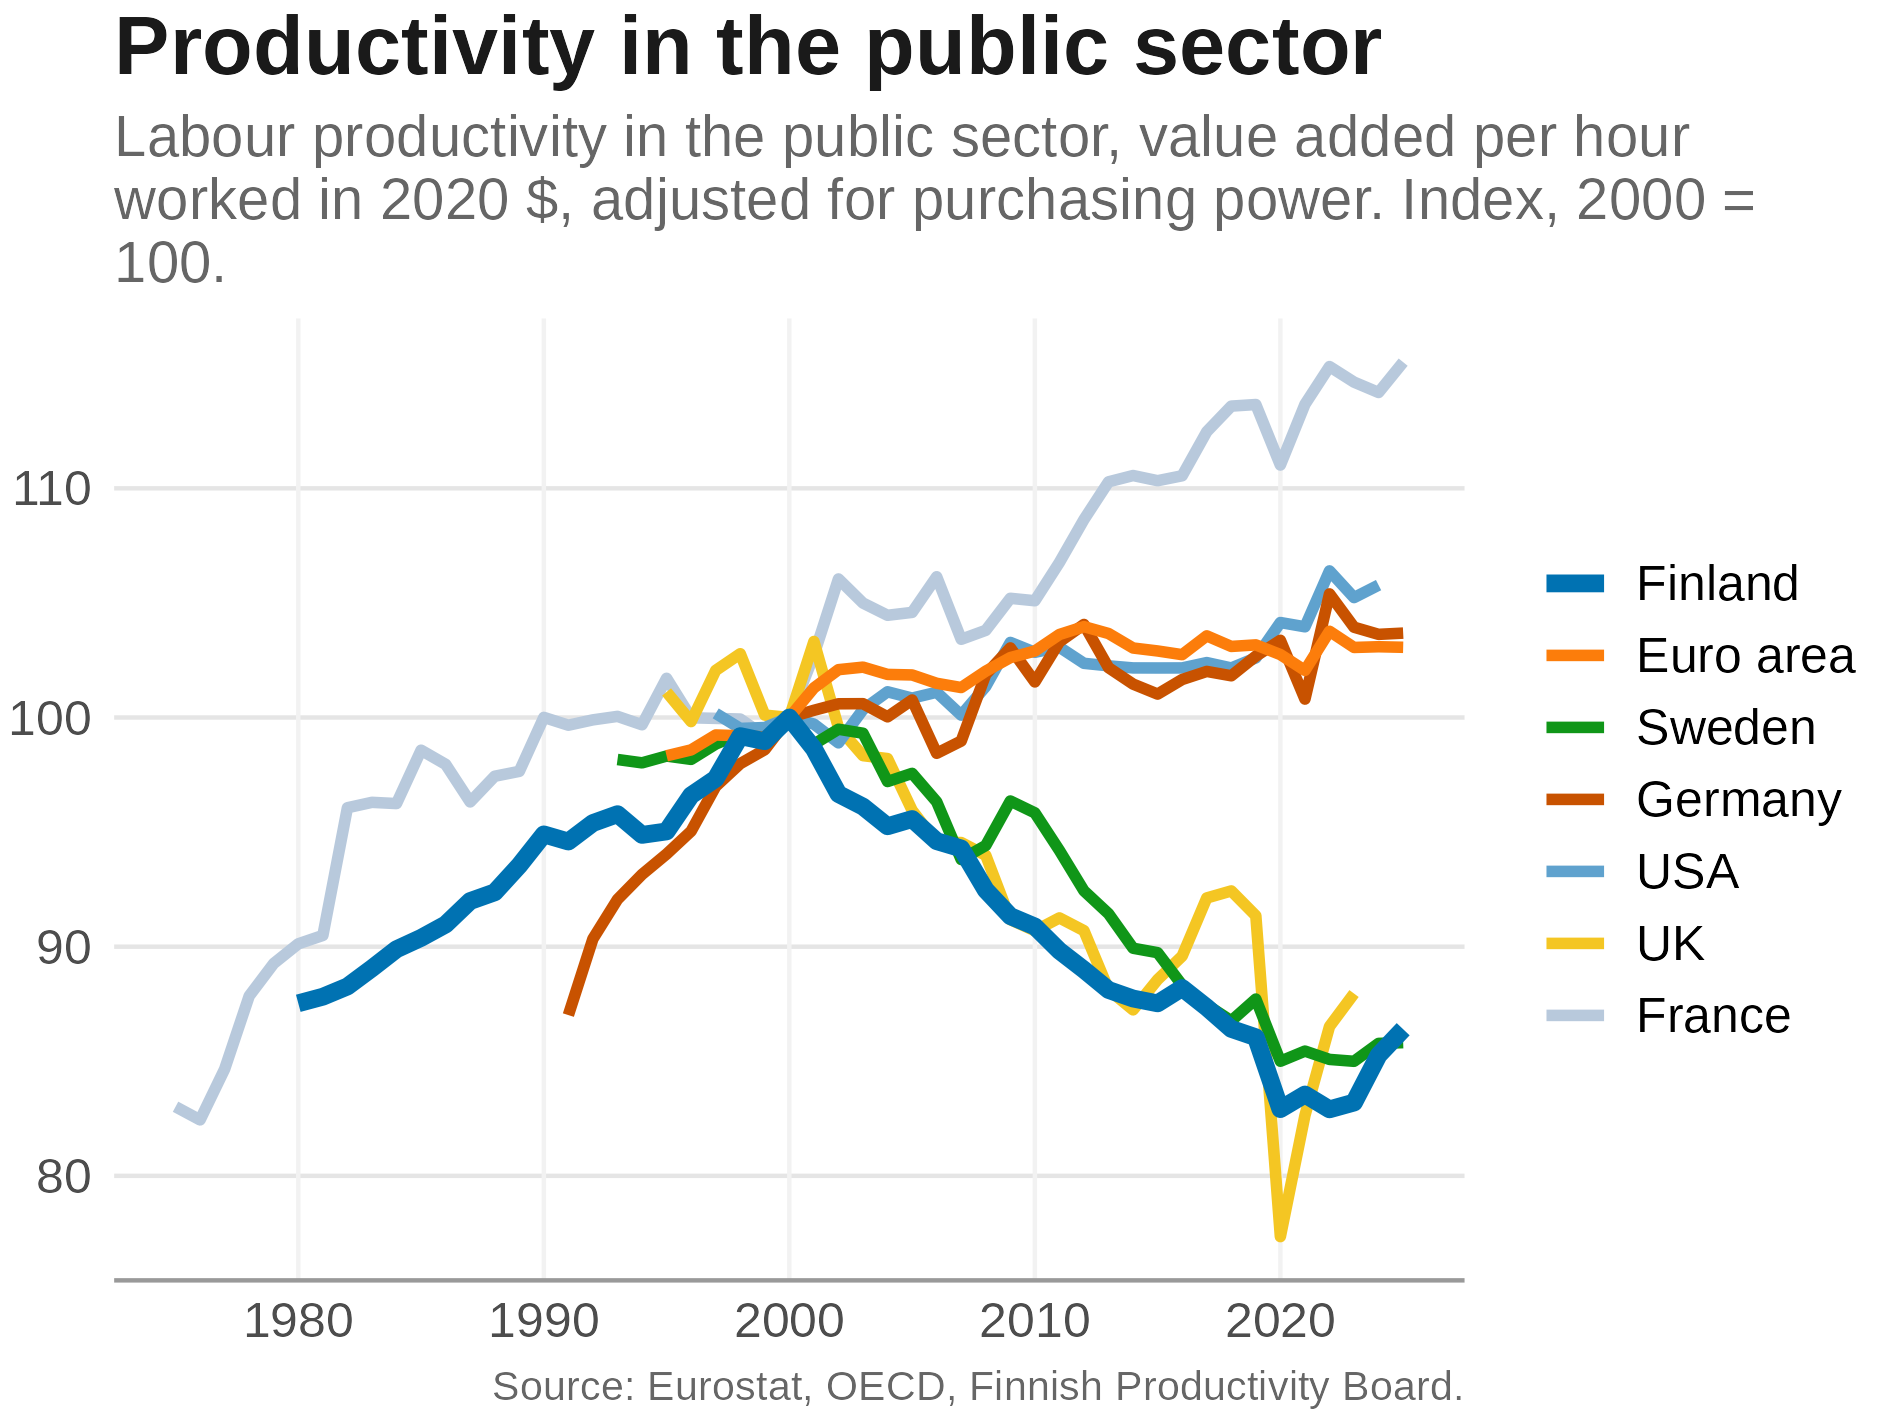 Productivity in the public sector
Labour productivity in the public sector, value added per hour
worked in 2020 $, adjusted for purchasing power. Index, 2000 =
100.
110
100
90
80
1980 1990 2000 2010 2020
Finland
Euro area
Sweden
Germany
USA
UK
France
Source: Eurostat, OECD, Finnish Productivity Board.